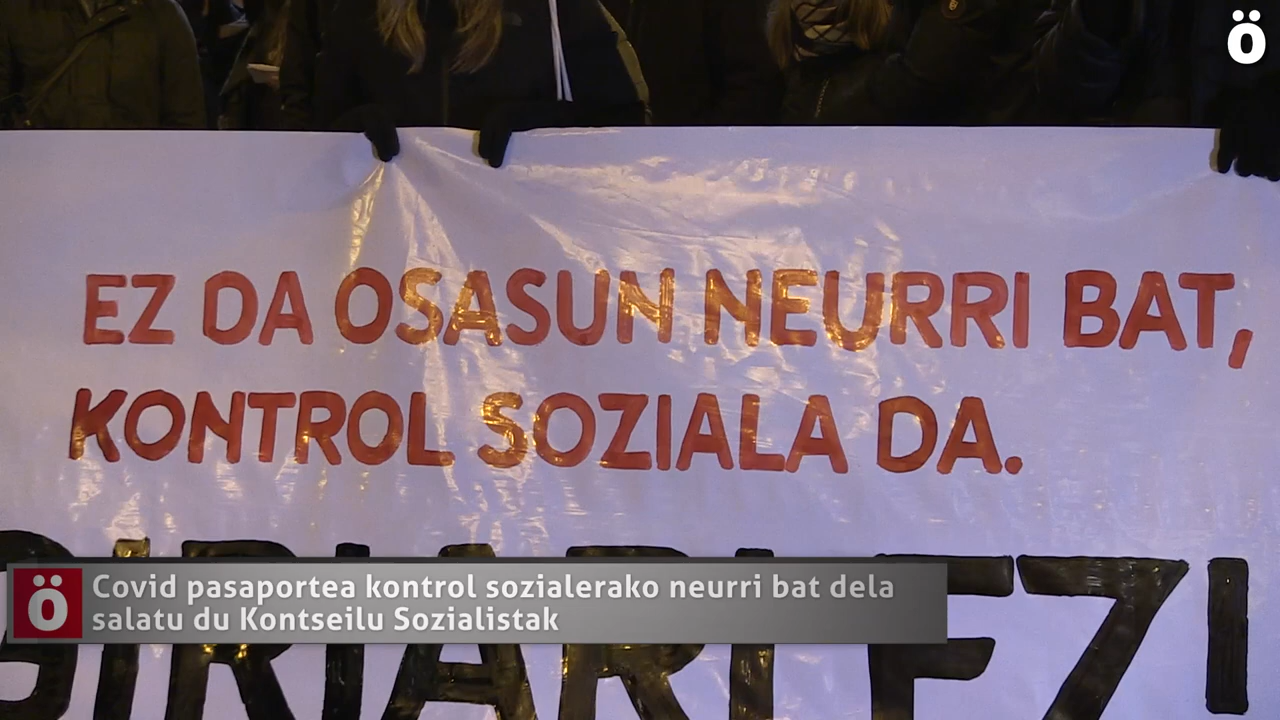 ö
EZ DA OSASUN NEURRI BAT,
KONTROL SOZIALA DA.
EZ!
ö
Covid pasaportea kontrol sozialerako neurri bat dela
salatu du Kontseilu Sozialistak